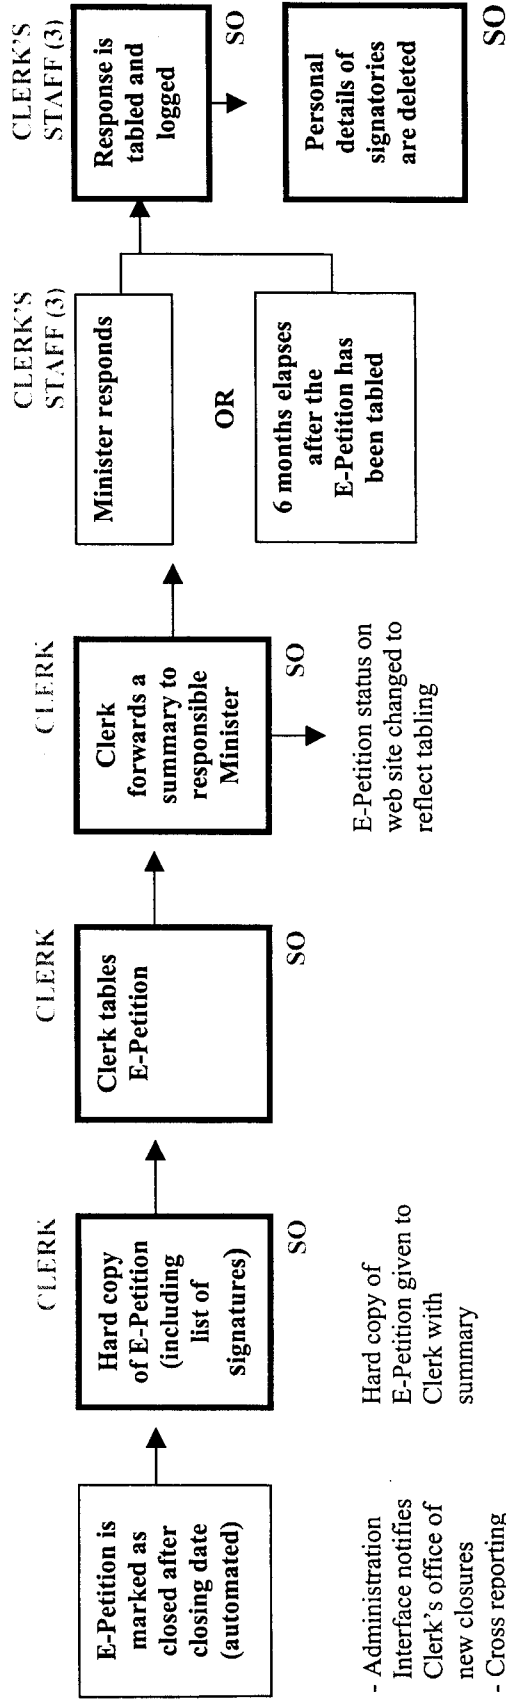 E-Petition is
marked as
closed after
closing date
(automated)
- Administration
Interface notifies
Clerk's office of
new closures
- Cross reporting
CLERK
Hard copy
of E-Petition
(including
list of
signatures)
SO
Hard copy of
E-Petition given to
Clerk with
summary
CLERK
Clerk tables
E-Petition
SO
CLERK
Clerk
forwards a
summary to
responsible
Minister
SO
E-Petition status on
web site changed to
reflect tabling
CLERK'S
STAFF (3)
Minister responds
OR
6 months elapses
after the
E-Petition has
been tabled
CLERK'S
STAFF (3)
Response is
tabled and
logged
SO
Personal
details of
signatories
are deleted
SO